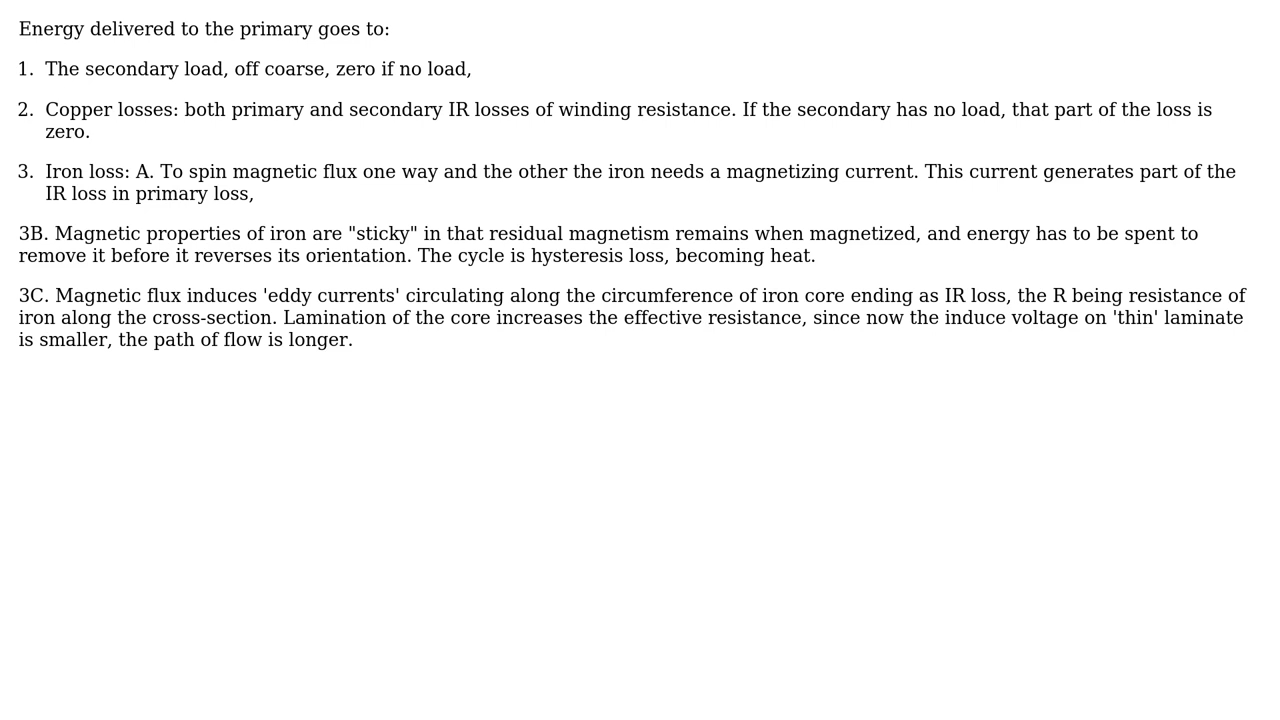 Energy delivered to the primary goes to:
1. The secondary load, off coarse, zero if no load,
2. Copper losses: both primary and secondary IR losses of winding resistance. If the secondary has no load, that part of the loss is
zero.
3. Iron loss: A. To spin magnetic flux one way and the other the iron needs a magnetizing current. This current generates part of the
IR loss in primary loss,
3B. Magnetic properties of iron are "sticky" in that residual magnetism remains when magnetized, and energy has to be spent to
remove it before it reverses its orientation. The cycle is hysteresis loss, becoming heat.
3C. Magnetic flux induces 'eddy currents' circulating along the circumference of iron core ending as IR loss, the R being resistance of
iron along the cross-section. Lamination of the core increases the effective resistance, since now the induce voltage on 'thin' laminate
is smaller, the path of flow is longer.